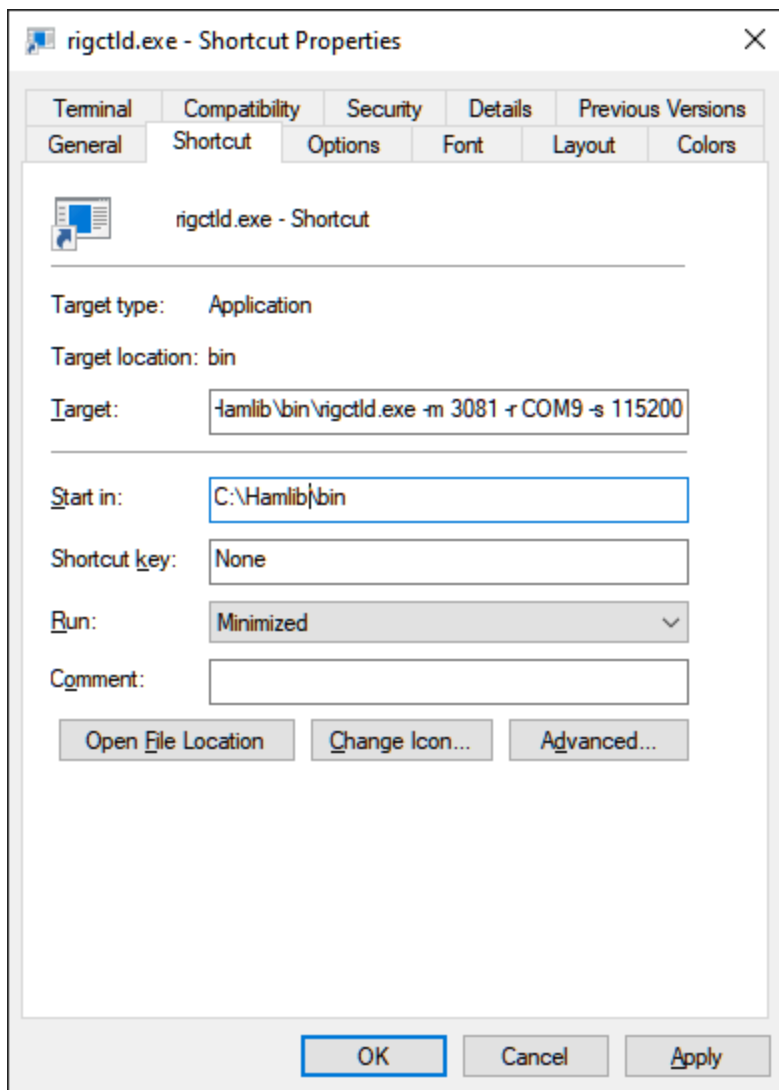 rigctld.exe - Shortcut Properties
Terminal Compatibility Security Details Previous Versions
General Shortcut Options Font Layout Colors
rigctld.exe - Shortcut
Target type: Application
Target location: bin
Target: Hamlib\bin\rigctld.exe -m 3081 -r COM9 -s 115200
Start in: C:\Hamlib\bin
Shortcut key: None
Run: Minimized
Comment:
Open File Location Change Icon... Advanced...
OK Cancel Apply